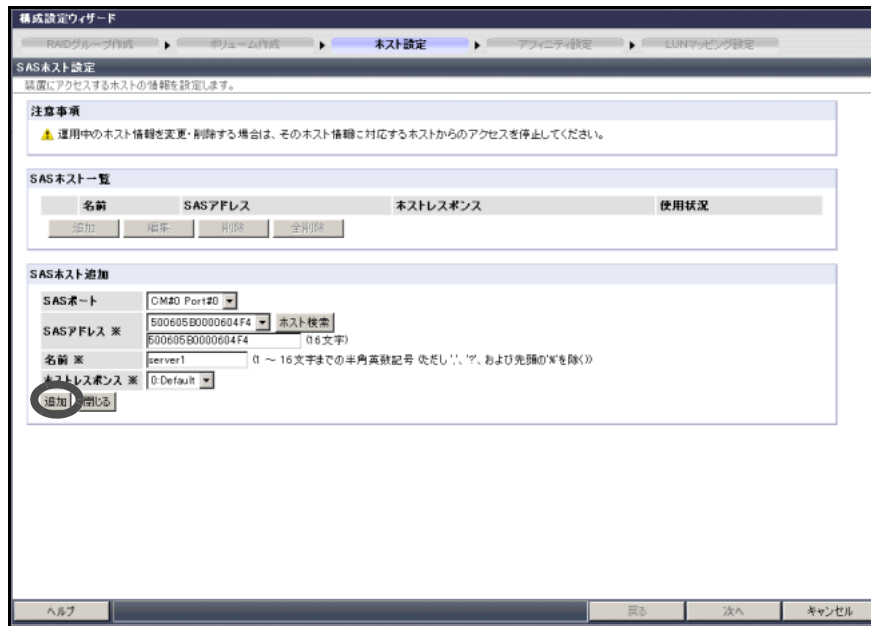 構成設定ウィザード
RAIDグループ作成 ▶ ボリューム作成 ▶ ホスト設定 ▶ アフィニティ設定 ▶ LUNマッピング設定
SASホスト設定
装置にアクセスするホストの情報を設定します。
注意事項
運用中のホスト情報を変更・削除する場合は、そのホスト情報に対応するホストからのアクセスを停止してください。
SASホスト一覧
名前 SASアドレス ホストレスポンス 使用状況
追加 編集 削除 全削除
SASホスト追加
SASポート CM#0 Port#0
SASアドレス ※ 500605B0000604F4 ホスト検索
500605B0000604F4 (16文字)
名前 ※ server1 (1 ～ 16文字までの半角英数記号 (ただし','、'?'、および先頭の'%'を除く))
ホストレスポンス ※ 0:Default
追加 閉じる
ヘルプ 戻る 次へ キャンセル